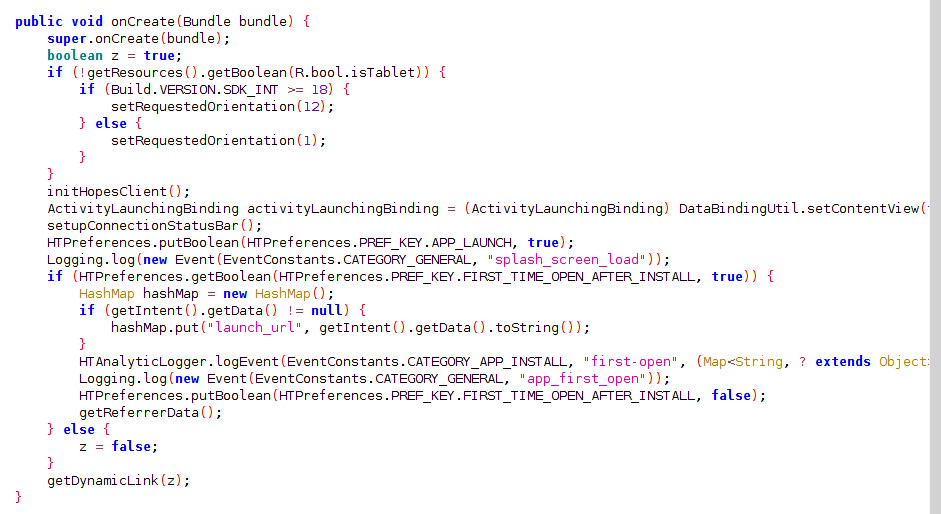 public void onCreate(Bundle bundle) {
    super.onCreate(bundle);
    boolean z = true;
    if (!getResources().getBoolean(R.bool.isTablet)) {
        if (Build.VERSION.SDK_INT >= 18) {
            setRequestedOrientation(12);
        } else {
            setRequestedOrientation(1);
        }
    }
    initHopesClient();
    ActivityLaunchingBinding activityLaunchingBinding = (ActivityLaunchingBinding) DataBindingUtil.setContentView(
    setupConnectionStatusBar();
    HTPreferences.putBoolean(HTPreferences.PREF_KEY.APP_LAUNCH, true);
    Logging.log(new Event(EventConstants.CATEGORY_GENERAL, "splash_screen_load"));
    if (HTPreferences.getBoolean(HTPreferences.PREF_KEY.FIRST_TIME_OPEN_AFTER_INSTALL, true)) {
        HashMap hashMap = new HashMap();
        if (getIntent().getData() != null) {
            hashMap.put("launch_url", getIntent().getData().toString());
        }
        HTAnalyticLogger.logEvent(EventConstants.CATEGORY_APP_INSTALL, "first-open", (Map<String, ? extends Object>
        Logging.log(new Event(EventConstants.CATEGORY_GENERAL, "app_first_open"));
        HTPreferences.putBoolean(HTPreferences.PREF_KEY.FIRST_TIME_OPEN_AFTER_INSTALL, false);
        getReferrerData();
    } else {
        z = false;
    }
    getDynamicLink(z);
}